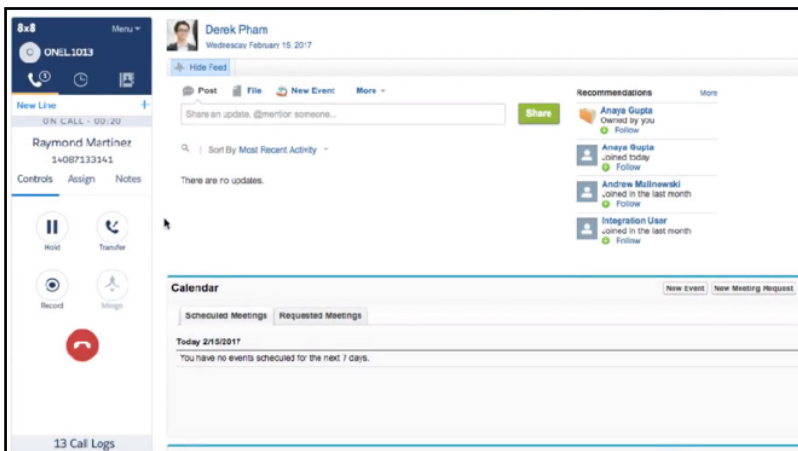 8x8
Menu
C ONEL1013
1
New Line +
ON CALL - 00:20
Raymond Martinez
14087133141
Controls Assign Notes
Hold Transfer
Record Merge
13 Call Logs
Derek Pham
Wednesday February 15, 2017
Hide Feed
Post File New Event More
Share an update, @mention someone...
Share
Sort By Most Recent Activity
There are no updates.
Recommendations More
Anaya Gupta
Owned by you
Follow
Anaya Gupta
Joined today
Follow
Andrew Malinowski
Joined in the last month
Follow
Integration User
Joined in the last month
Follow
Calendar
New Event New Meeting Request
Scheduled Meetings Requested Meetings
Today 2/15/2017
You have no events scheduled for the next 7 days.